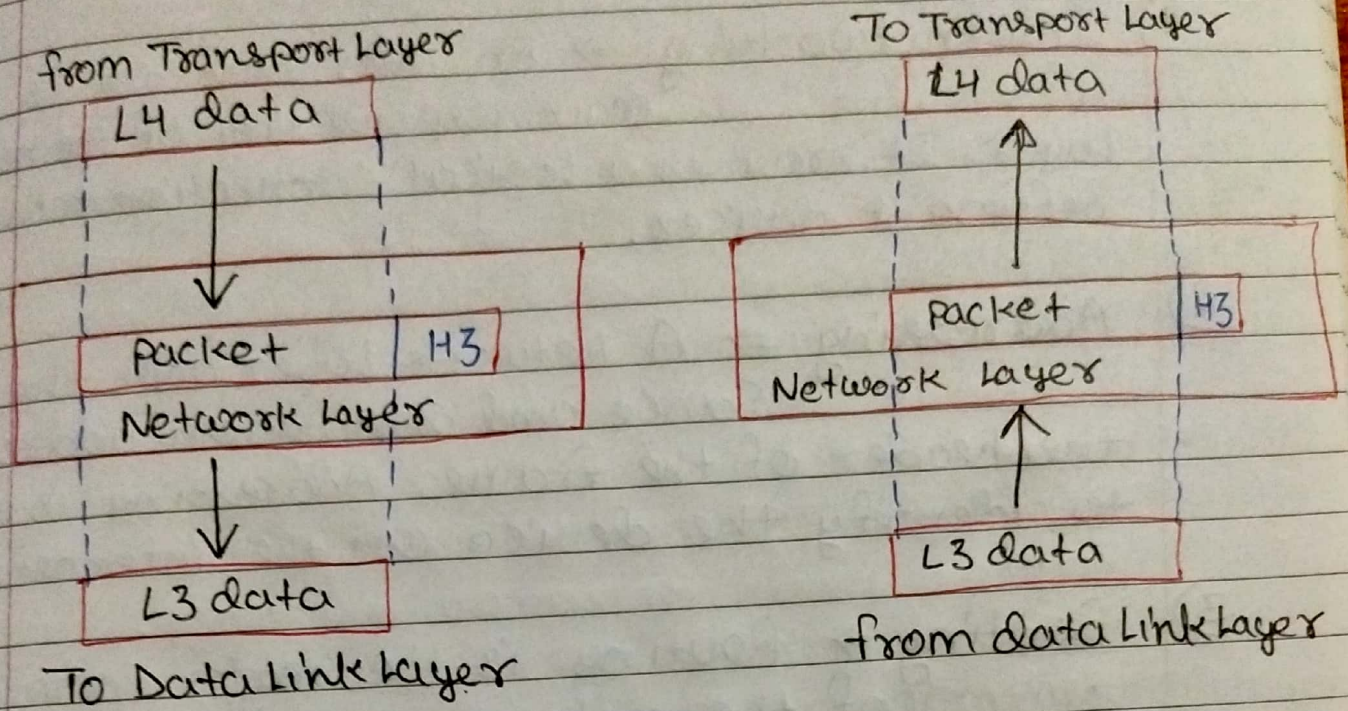 from Transport Layer
L4 data
packet H3
Network Layer
L3 data
To Data Link Layer
To Transport Layer
L4 data
packet H3
Network Layer
L3 data
from data Link Layer